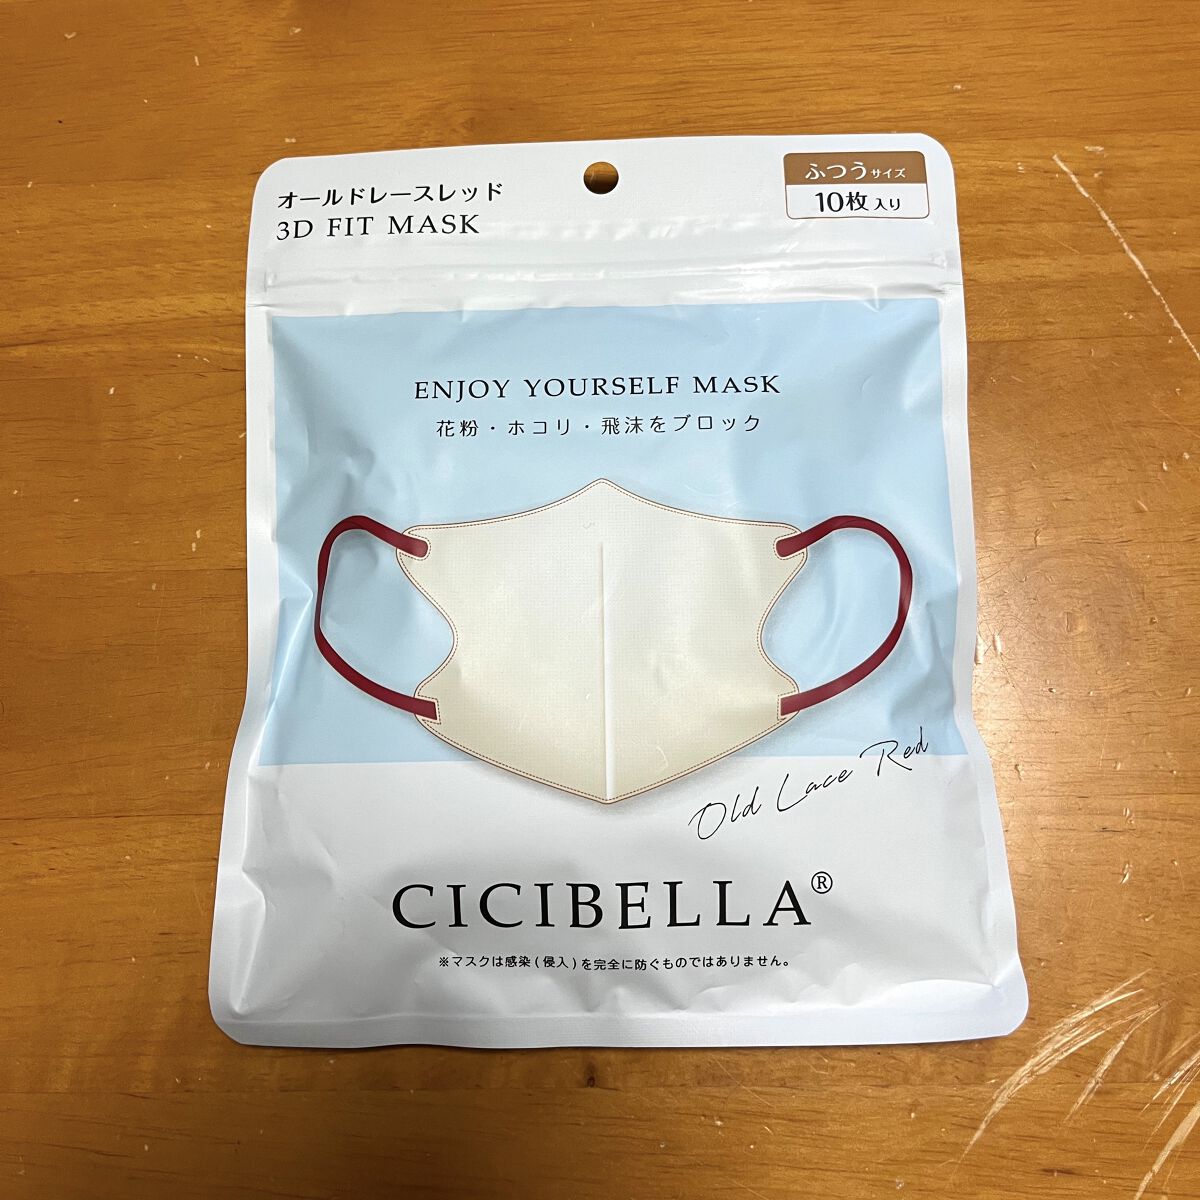 オールドレースレッド
3D FIT MASK
ふつうサイズ
10枚入り
ENJOY YOURSELF MASK
花粉・ホコリ・飛沫をブロック
Old Lace Red
CICIBELLA®
※マスクは感染(侵入)を完全に防ぐものではありません。